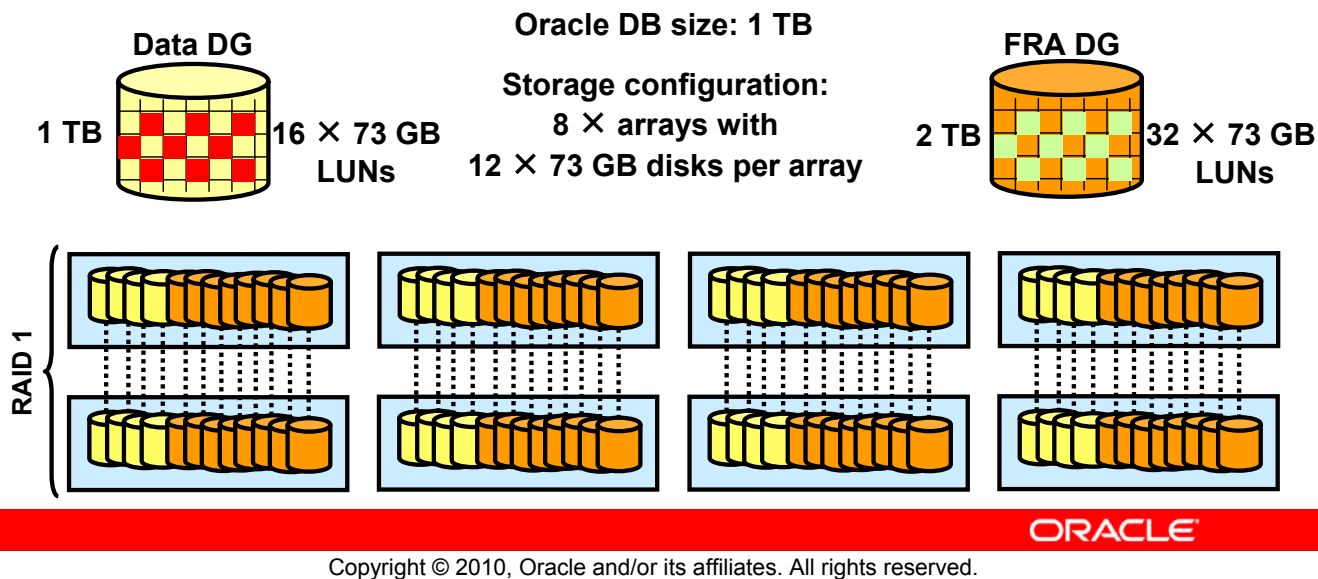 Oracle DB size: 1 TB
Data DG
FRA DG
Storage configuration:
1 TB
16 × 73 GB
LUNs
8 × arrays with
12 × 73 GB disks per array
2 TB
32 × 73 GB
LUNs
RAID 1
ORACLE
Copyright © 2010, Oracle and/or its affiliates. All rights reserved.